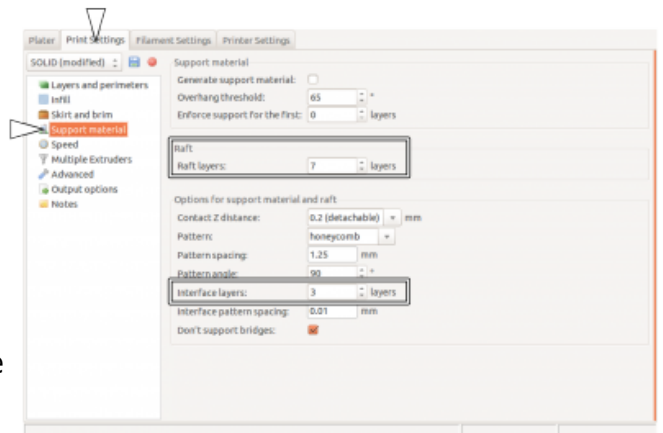 Plater Print Settings Filament Settings Printer Settings
SOLID (modified)
Layers and perimeters
Infill
Skirt and brim
Support material
Speed
Multiple Extruders
Advanced
Output options
Notes
Support material
Generate support material:
Overhang threshold: 65 °
Enforce support for the first: 0 layers
Raft
Raft layers: 7 layers
Options for support material and raft
Contact Z distance: 0.2 (detachable) mm
Pattern: honeycomb
Pattern spacing: 1.25 mm
Pattern angle: 90 °
Interface layers: 3 layers
Interface pattern spacing: 0.01 mm
Don't support bridges:
e